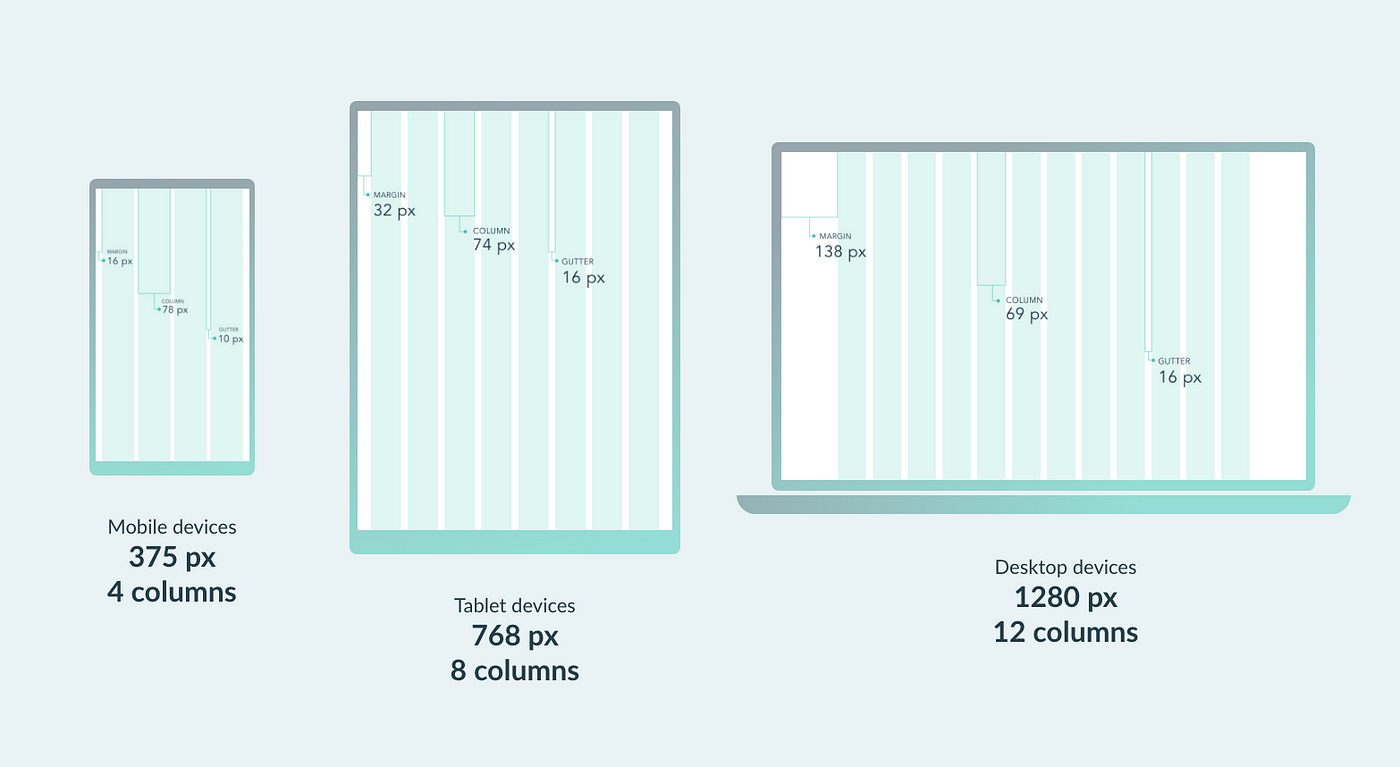 MARGIN
16 px
COLUMN
78 px
GUTTER
10 px
Mobile devices
375 px
4 columns
MARGIN
32 px
COLUMN
74 px
GUTTER
16 px
Tablet devices
768 px
8 columns
MARGIN
138 px
COLUMN
69 px
GUTTER
16 px
Desktop devices
1280 px
12 columns